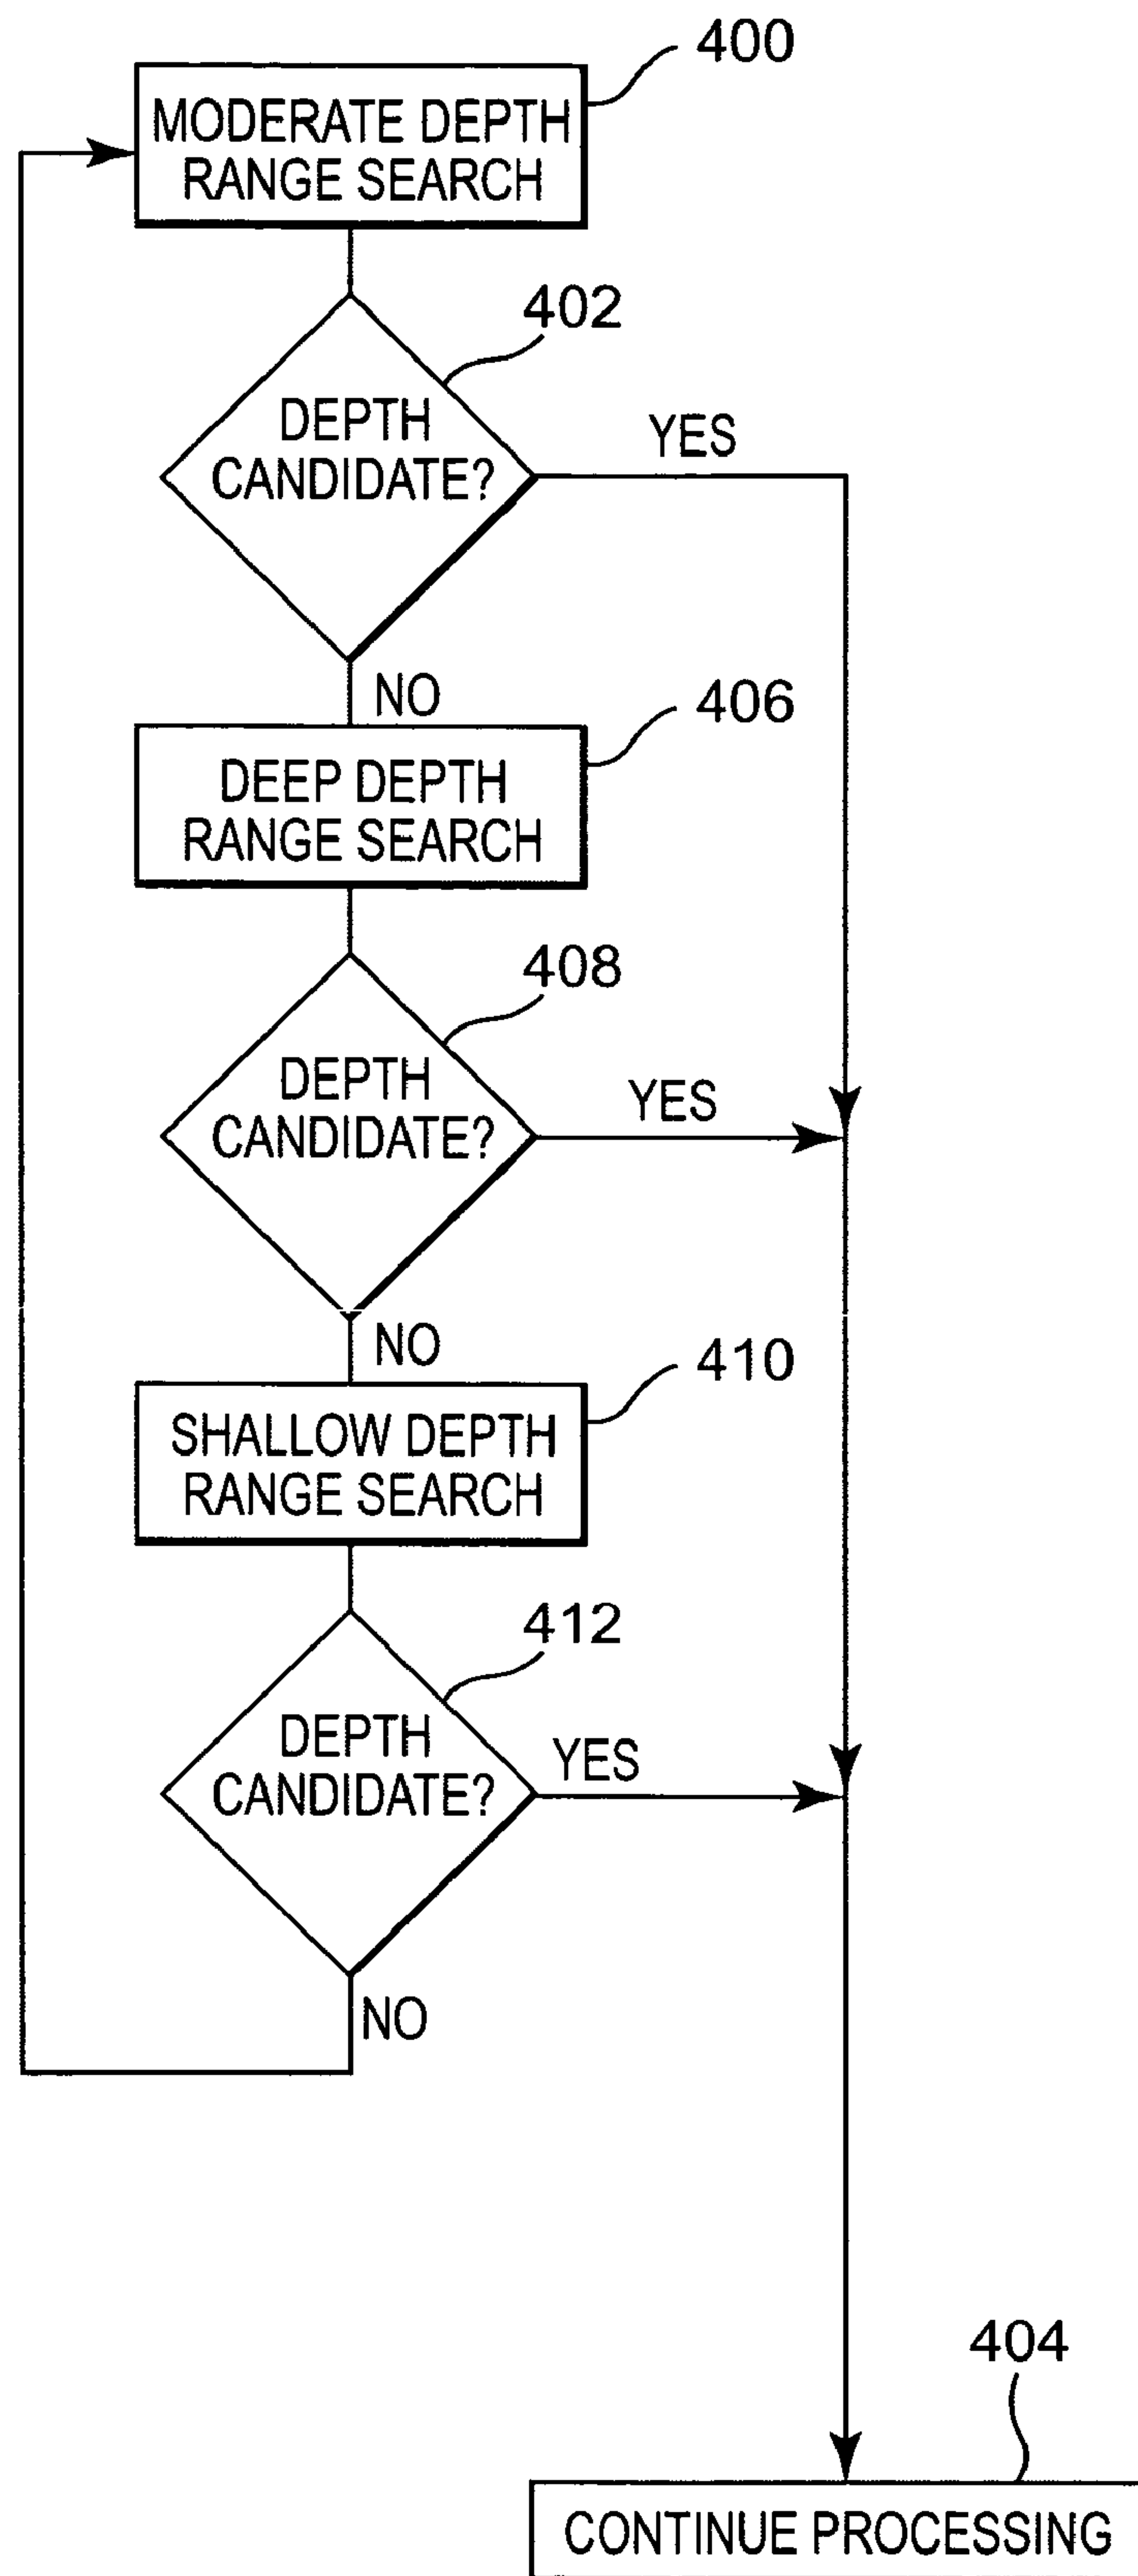 400
MODERATE DEPTH
RANGE SEARCH
402
DEPTH
CANDIDATE?
YES
NO
406
DEEP DEPTH
RANGE SEARCH
408
DEPTH
CANDIDATE?
YES
NO
410
SHALLOW DEPTH
RANGE SEARCH
412
DEPTH
CANDIDATE?
YES
NO
404
CONTINUE PROCESSING